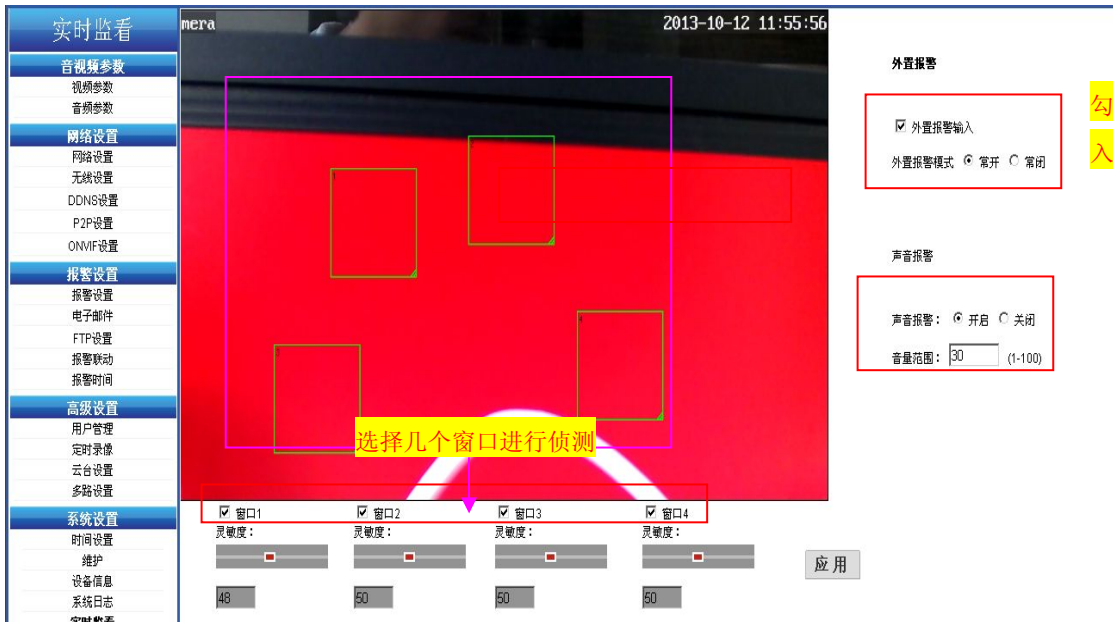 实时监看
音视频参数
视频参数
音频参数
网络设置
网络设置
无线设置
DDNS设置
P2P设置
ONVIF设置
报警设置
报警设置
电子邮件
FTP设置
报警联动
报警时间
高级设置
用户管理
定时录像
云台设置
多路设置
系统设置
时间设置
维护
设备信息
系统日志
实时监看
mera
2013-10-12 11:55:56
1
4
选择几个窗口进行侦测
窗口1 窗口2 窗口3 窗口4
灵敏度: 灵敏度: 灵敏度: 灵敏度:
48 50 50 50
应用
外置报警
外置报警输入
外置报警模式 常开 常闭
勾
入
声音报警
声音报警: 开启 关闭
音量范围: 30 (1-100)